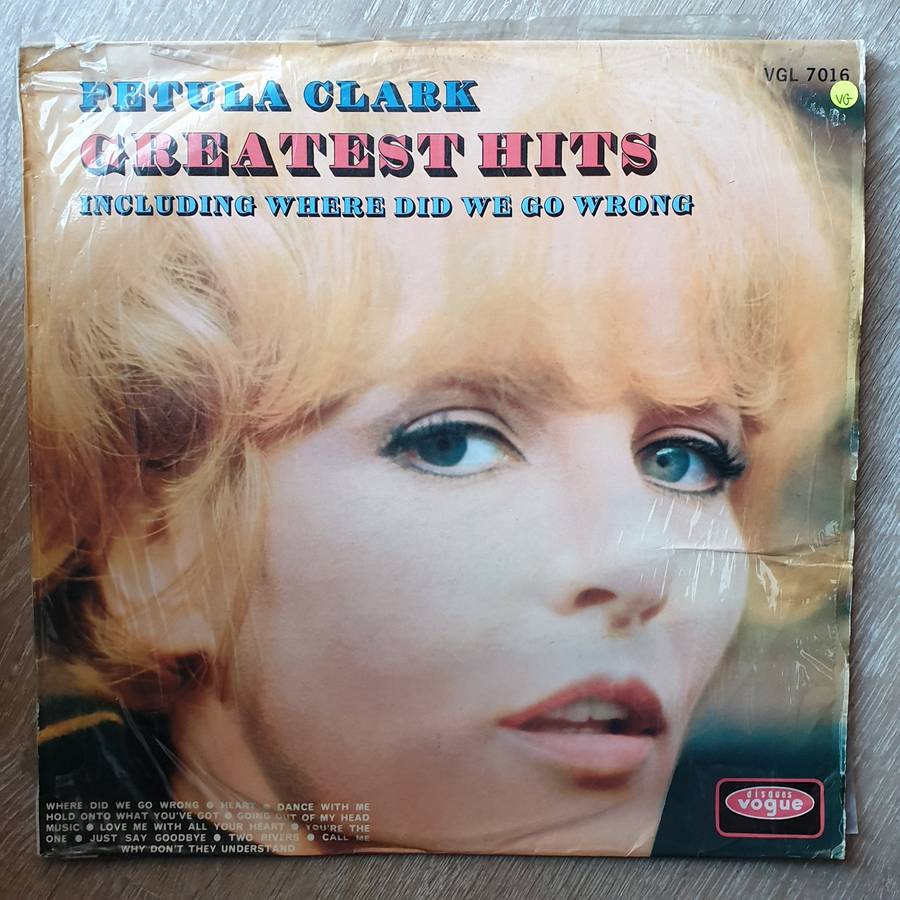 VGL 7016
VG
PETULA CLARK
GREATEST HITS
INCLUDING WHERE DID WE GO WRONG
WHERE DID WE GO WRONG ● HEART ● DANCE WITH ME
HOLD ONTO WHAT YOU'VE GOT ● GOING OUT OF MY HEAD
MUSIC ● LOVE ME WITH ALL YOUR HEART ● YOU'RE THE
ONE ● JUST SAY GOODBYE ● TWO RIVERS ● CALL ME
WHY DON'T THEY UNDERSTAND
disques
vogue